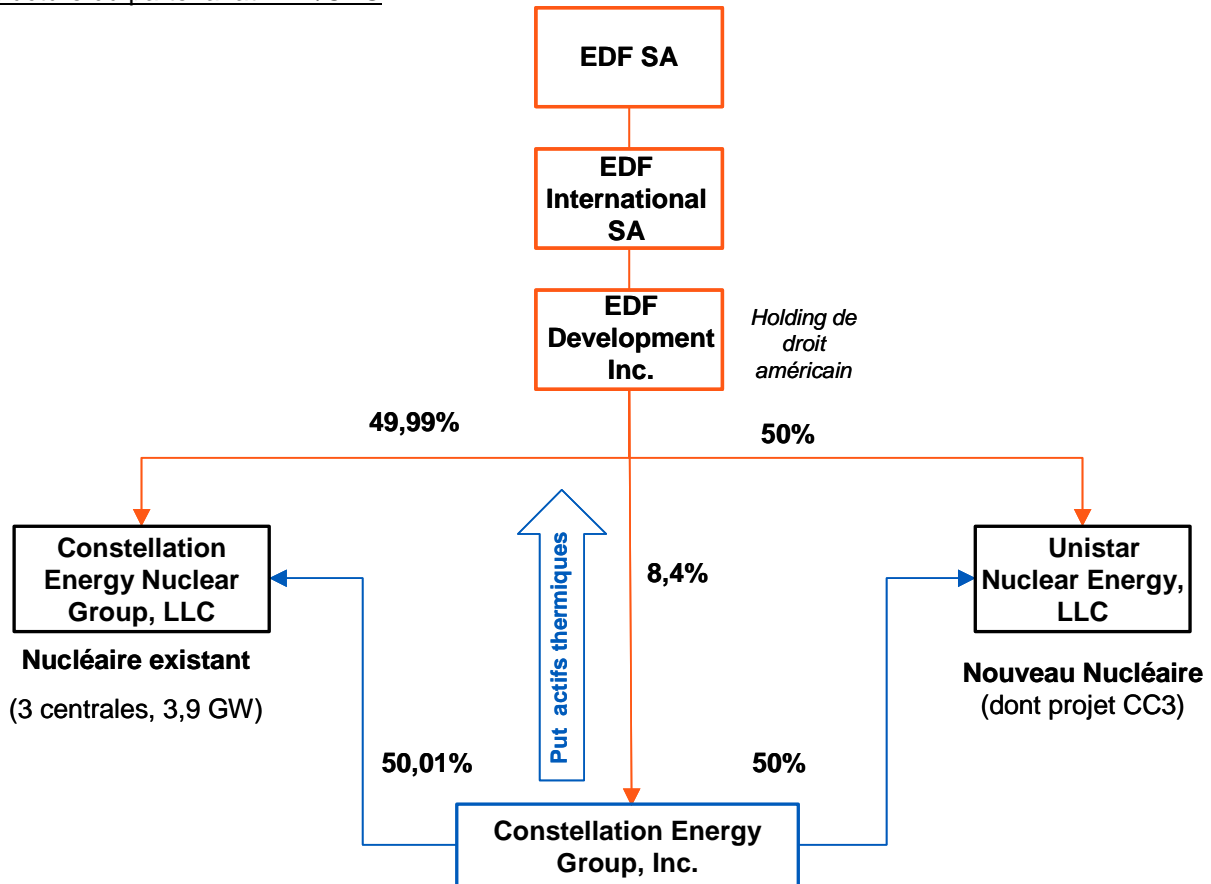 EDF SA
EDF
International
SA
EDF
Development
Inc.
Holding de
droit
américain
49,99%
50%
Constellation
Energy Nuclear
Group, LLC
Put actifs thermiques
8,4%
Unistar
Nuclear Energy,
LLC
Nucléaire existant
(3 centrales, 3,9 GW)
Nouveau Nucléaire
(dont projet CC3)
50,01%
50%
Constellation Energy
Group, Inc.